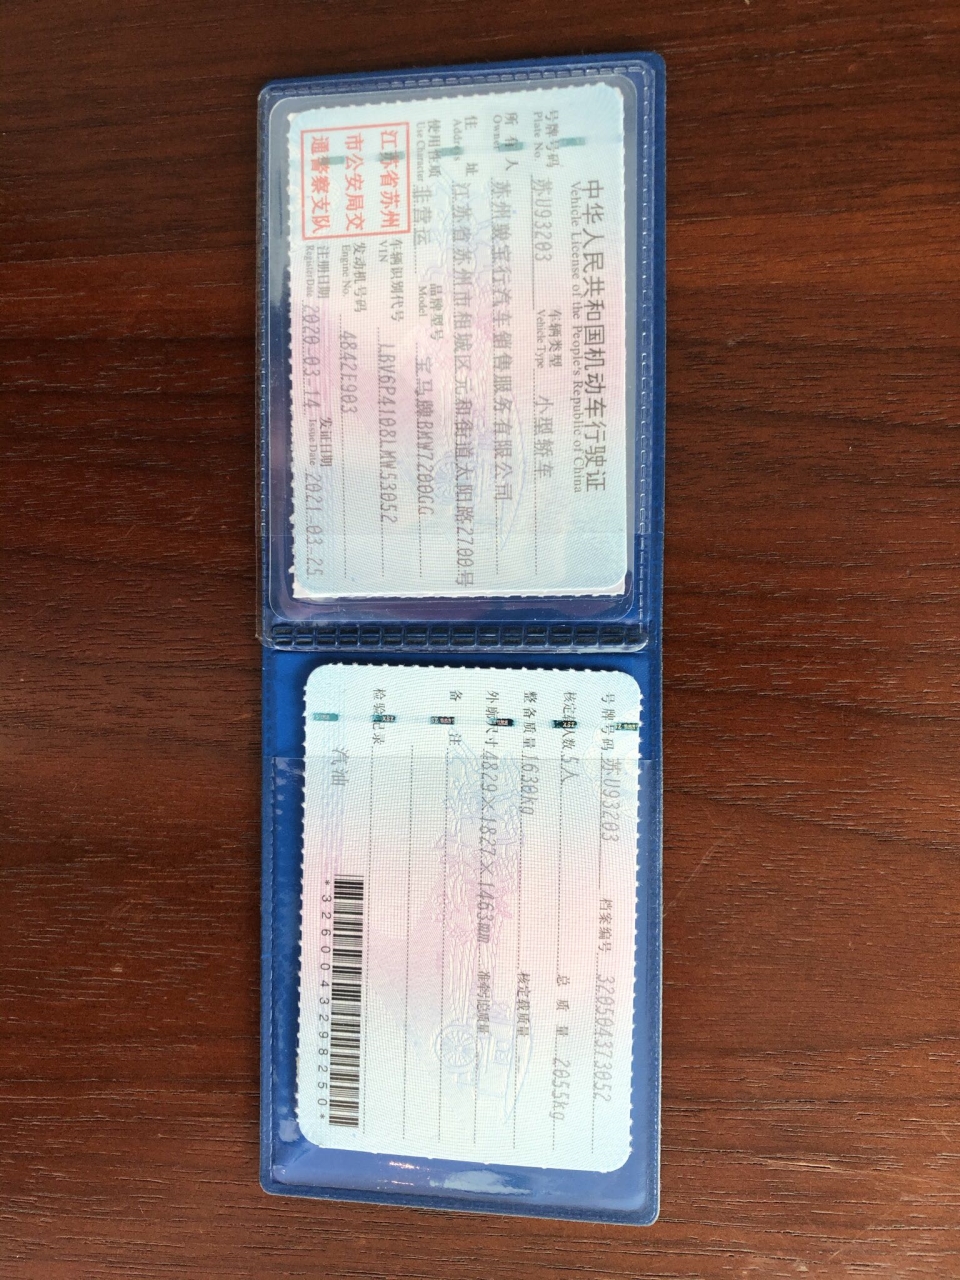 中华人民共和国机动车行驶证
Vehicle License of the People's Republic of China
号牌号码 苏U93203 车辆类型 小型轿车
Plate No. Vehicle Type
所有人 苏州骏宝行汽车销售服务有限公司
Owner
住址 江苏省苏州市相城区元和街道太阳路2700号
Address
使用性质 非营运 品牌型号 宝马牌BMW7200GG
Use Character Model
江苏省苏州
市公安局交
通警察支队
车辆识别代号 LBV6P4108LMW53052
VIN
发动机号码 4842F903
Engine No.
注册日期 2020-03-14 发证日期 2021-03-25
Register Date Issue Date
号牌号码 苏U93203 档案编号 320504373052
核定载人数 5人 总质量 2055kg
整备质量 1630kg 核定载质量
外廓尺寸 4829×1827×1463mm 准牵引总质量
备注
检验记录
汽油
*3260043298250*